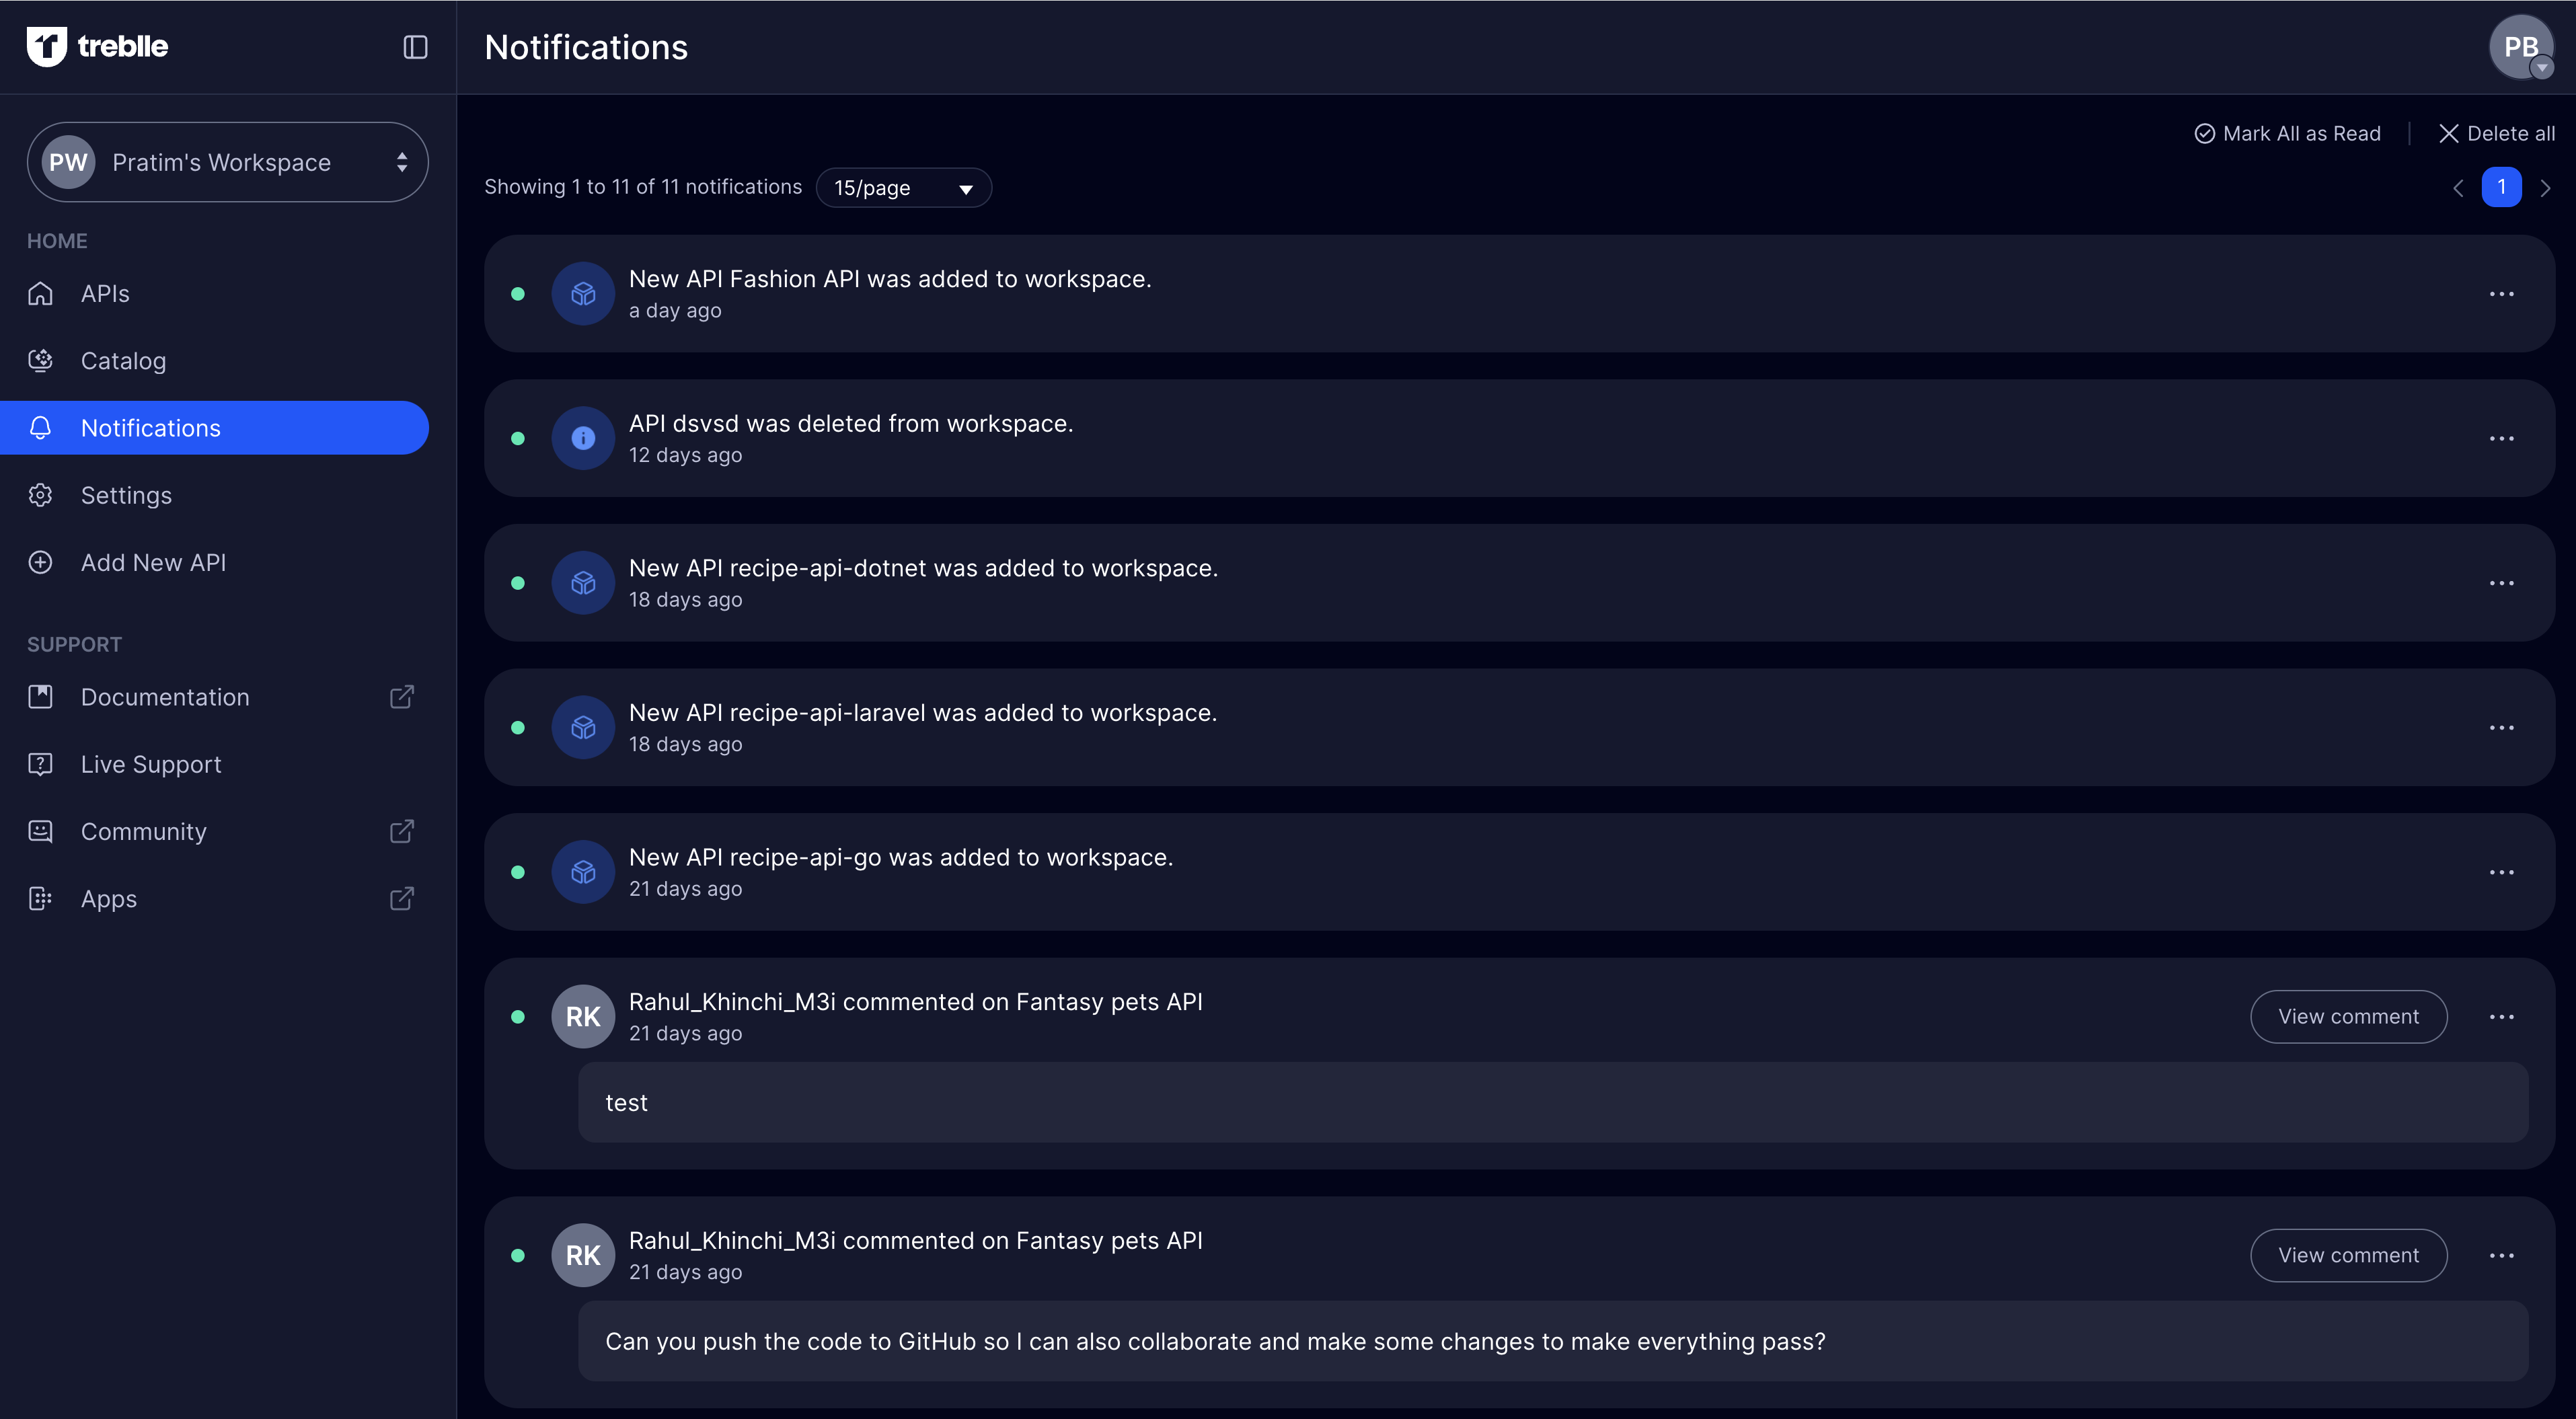 treblle
Notifications
PB
PW Pratim's Workspace
HOME
APIs
Catalog
Notifications
Settings
Add New API
SUPPORT
Documentation
Live Support
Community
Apps
Mark All as Read
Delete all
Showing 1 to 11 of 11 notifications
15/page
1
New API Fashion API was added to workspace.
a day ago
API dsvsd was deleted from workspace.
12 days ago
New API recipe-api-dotnet was added to workspace.
18 days ago
New API recipe-api-laravel was added to workspace.
18 days ago
New API recipe-api-go was added to workspace.
21 days ago
RK
Rahul_Khinchi_M3i commented on Fantasy pets API
21 days ago
View comment
test
RK
Rahul_Khinchi_M3i commented on Fantasy pets API
21 days ago
View comment
Can you push the code to GitHub so I can also collaborate and make some changes to make everything pass?